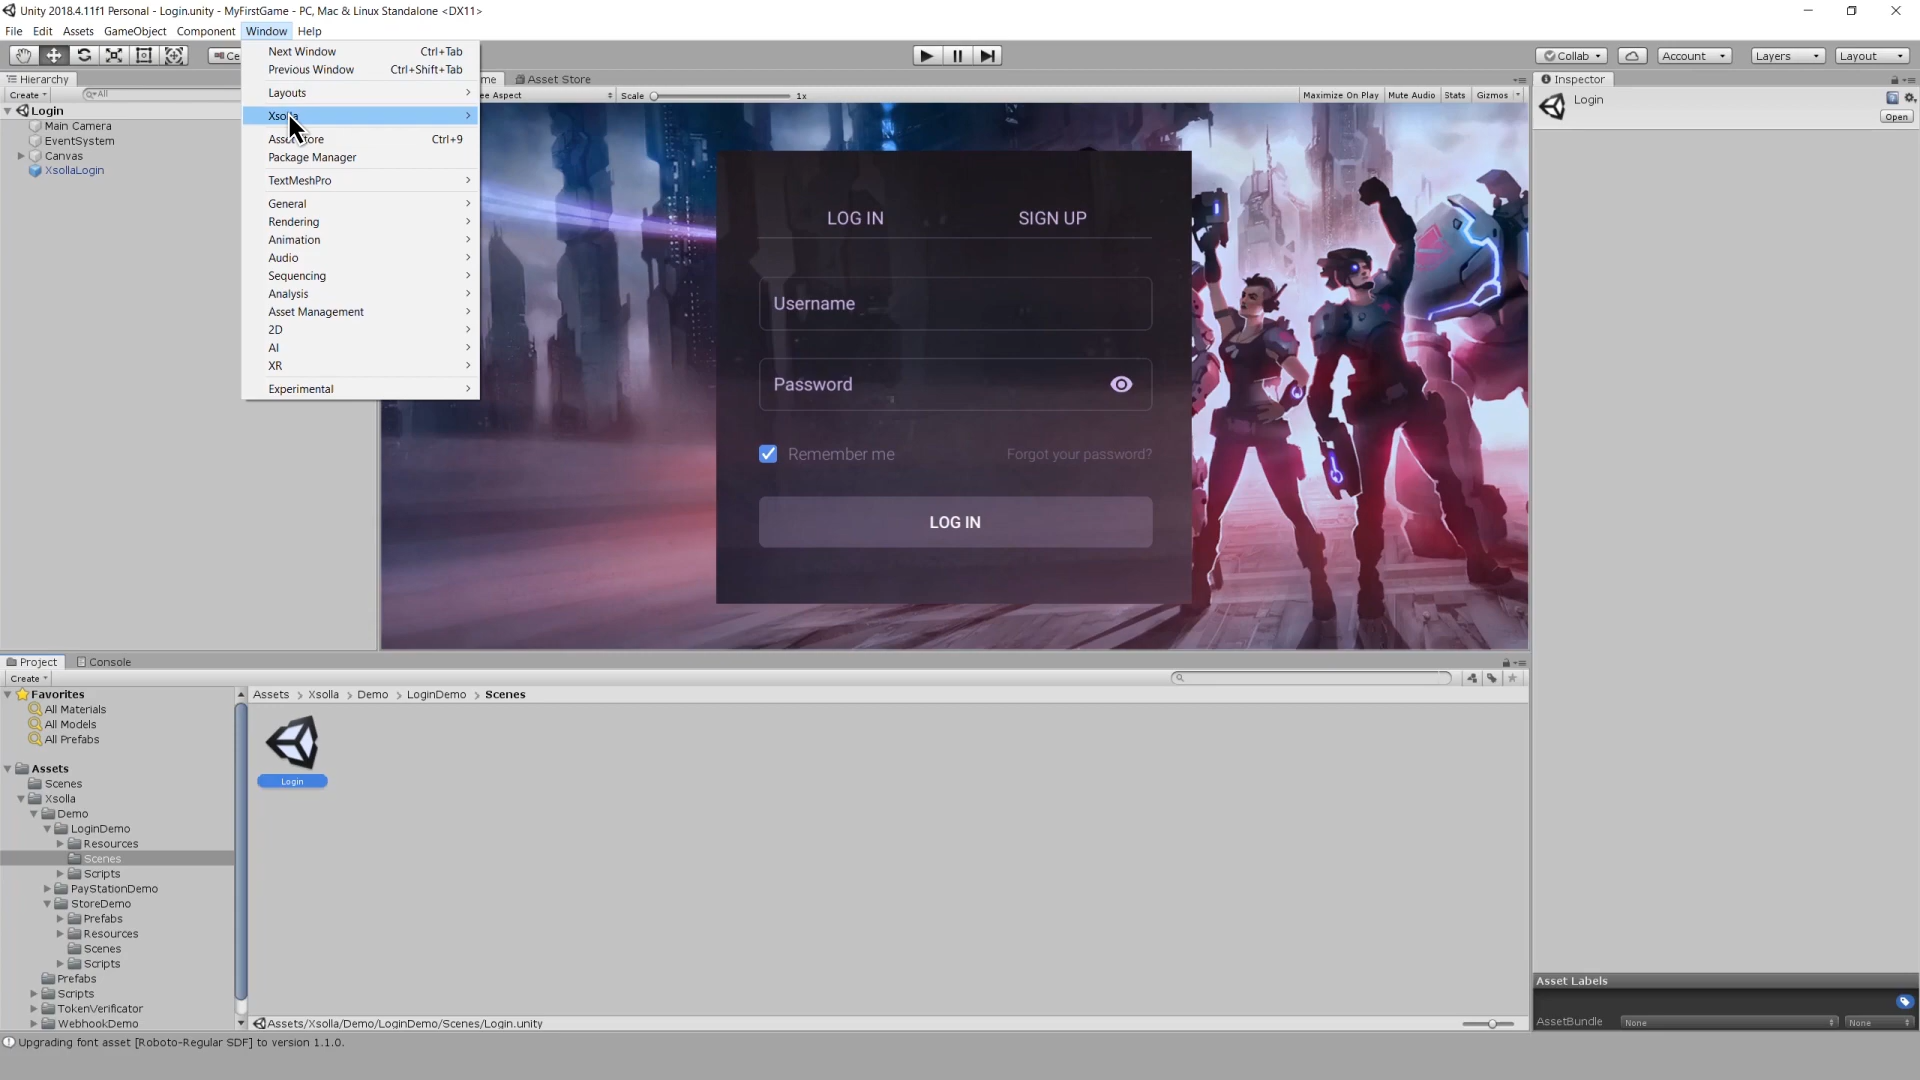 Unity 2018.4.11f1 Personal - Login.unity - MyFirstGame - PC, Mac & Linux Standalone <DX11>
File Edit Assets GameObject Component Window Help
Ce
Collab Account Layers Layout
Next Window Ctrl+Tab
Previous Window Ctrl+Shift+Tab
Layouts
Xsolla
Asset Store Ctrl+9
Package Manager
TextMeshPro
General
Rendering
Animation
Audio
Sequencing
Analysis
Asset Management
2D
AI
XR
Experimental
Hierarchy
Create All
Login
Main Camera
EventSystem
Canvas
XsollaLogin
me Asset Store
ee Aspect Scale 1x Maximize On Play Mute Audio Stats Gizmos
LOG IN SIGN UP
Username
Password
Remember me Forgot your password?
LOG IN
Inspector
Login
Open
Project Console
Create
Favorites
All Materials
All Models
All Prefabs
Assets
Scenes
Xsolla
Demo
LoginDemo
Resources
Scenes
Scripts
PayStationDemo
StoreDemo
Prefabs
Resources
Scenes
Scripts
Prefabs
Scripts
TokenVerificator
WebhookDemo
Assets > Xsolla > Demo > LoginDemo > Scenes
Login
Assets/Xsolla/Demo/LoginDemo/Scenes/Login.unity
Asset Labels
AssetBundle None None
Upgrading font asset [Roboto-Regular SDF] to version 1.1.0.